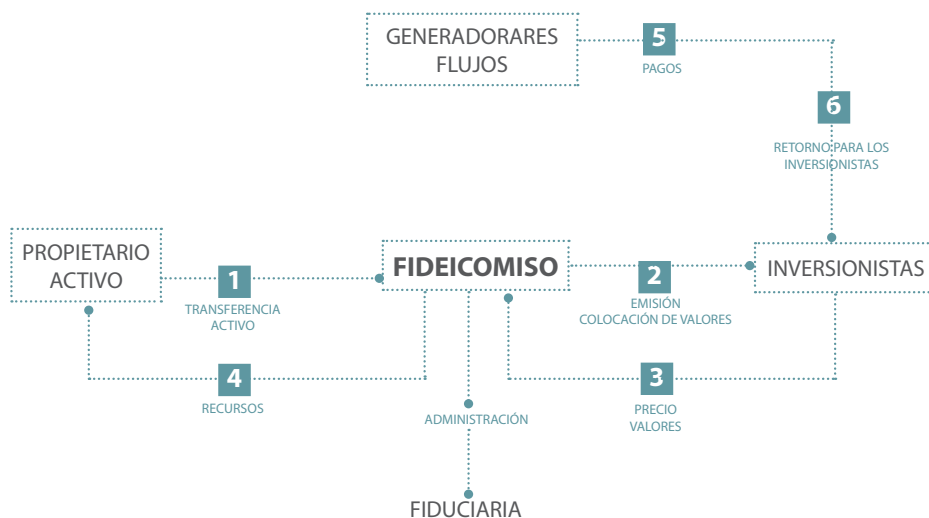 GENERADORARES
FLUJOS
5
PAGOS
6
RETORNO PARA LOS
INVERSIONISTAS
PROPIETARIO
ACTIVO
1
TRANSFERENCIA
ACTIVO
FIDEICOMISO
2
EMISIÓN
COLOCACIÓN DE VALORES
INVERSIONISTAS
4
RECURSOS
3
PRECIO
VALORES
ADMINISTRACIÓN
FIDUCIARIA